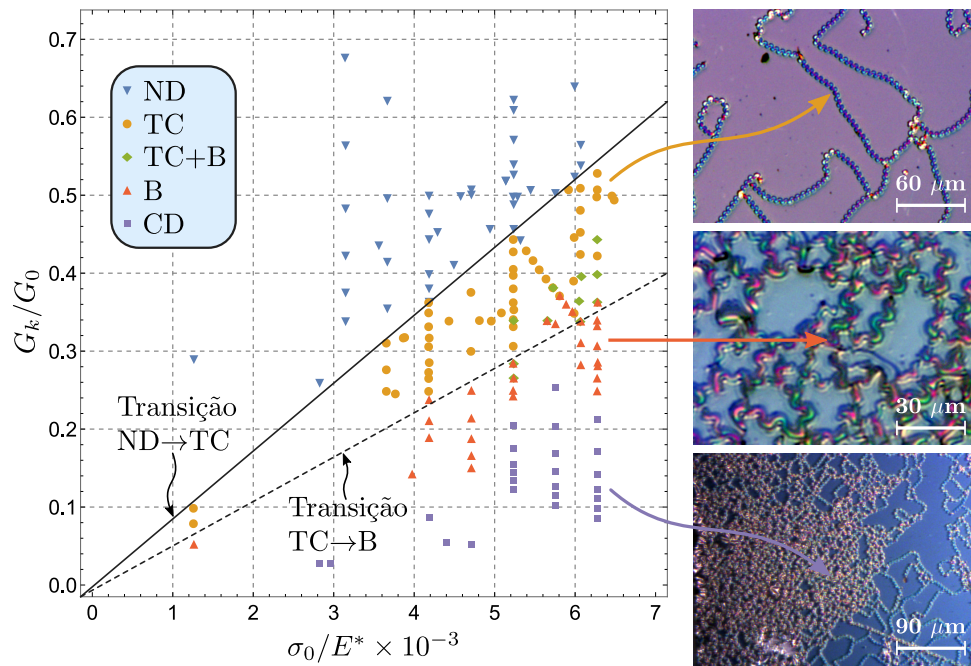 0.7
0.6
0.5
0.4
0.3
0.2
0.1
0.0
G_k/G_0
ND
TC
TC+B
B
CD
Transição
ND→TC
Transição
TC→B
0
1
2
3
4
5
6
7
σ_0/E* × 10^{-3}
60 μm
30 μm
90 μm